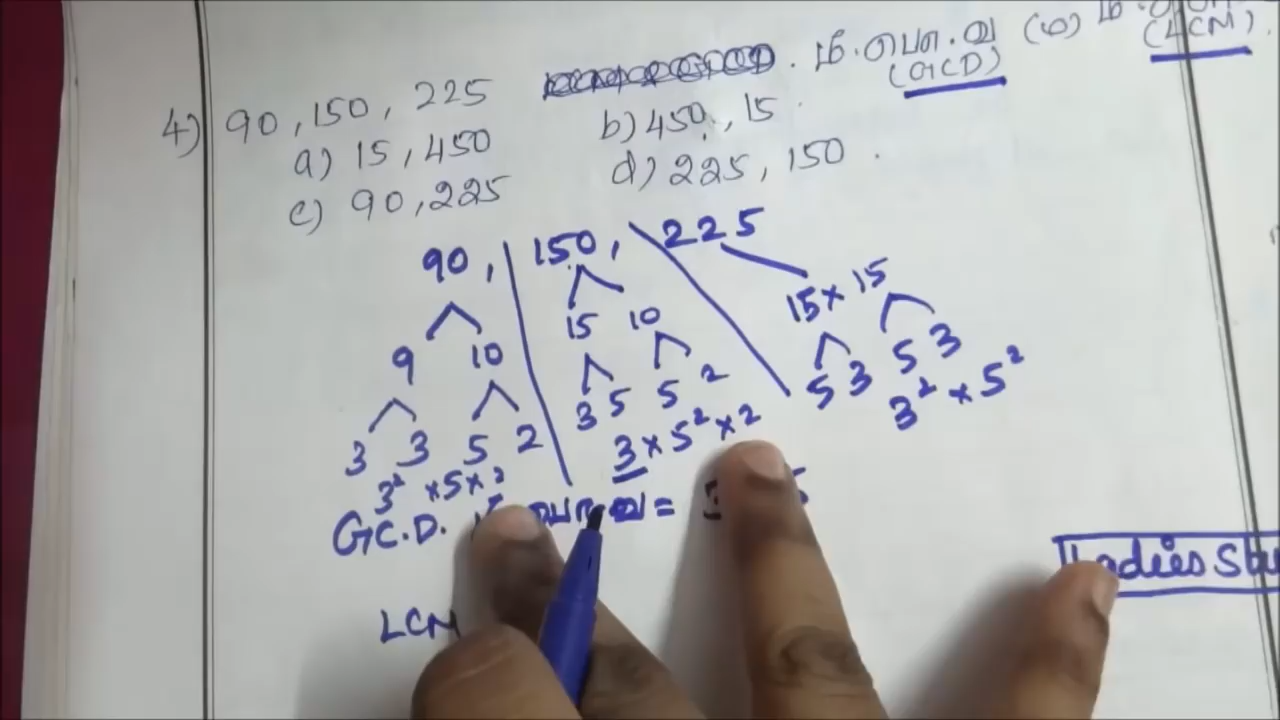 4) 90, 150, 225 . மீ.பொ.வ (ம)
(GCD) (LCM).
a) 15, 450 b) 450, 15.
c) 90, 225 d) 225, 150.
90, 150, 225
15 × 15
9 10 15 10
5 3 5 3
3 3 5 2 3 5 5 2
3² × 5 × 2 3 × 5² × 2 3² × 5²
G.C.D. =
LCM
Ladies